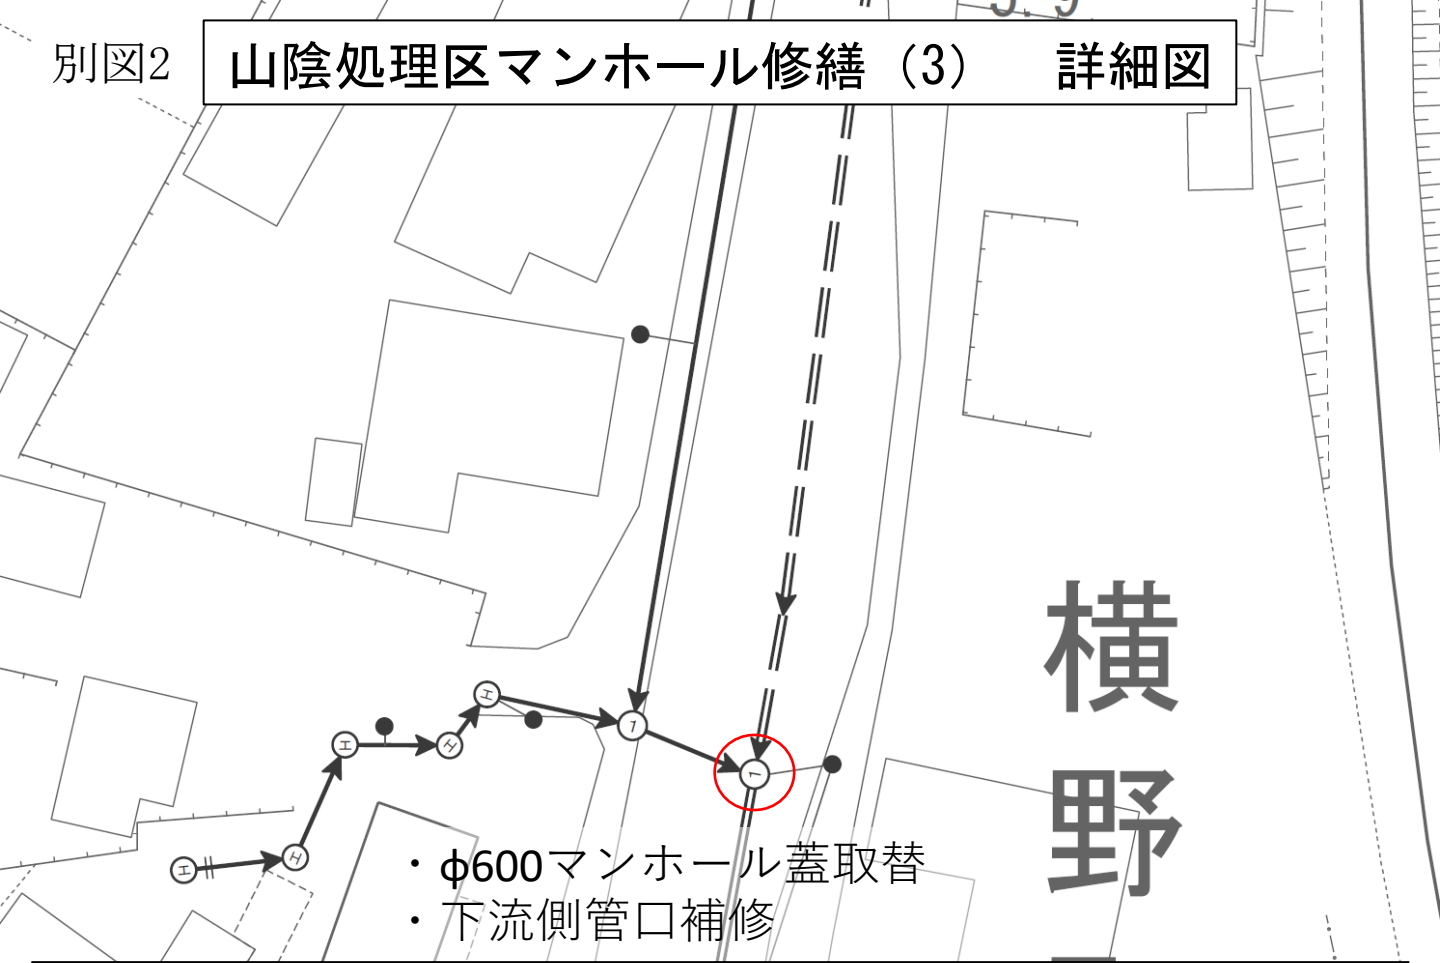 別図2
山陰処理区マンホール修繕（3）　詳細図
横野
・φ600マンホール蓋取替
・下流側管口補修